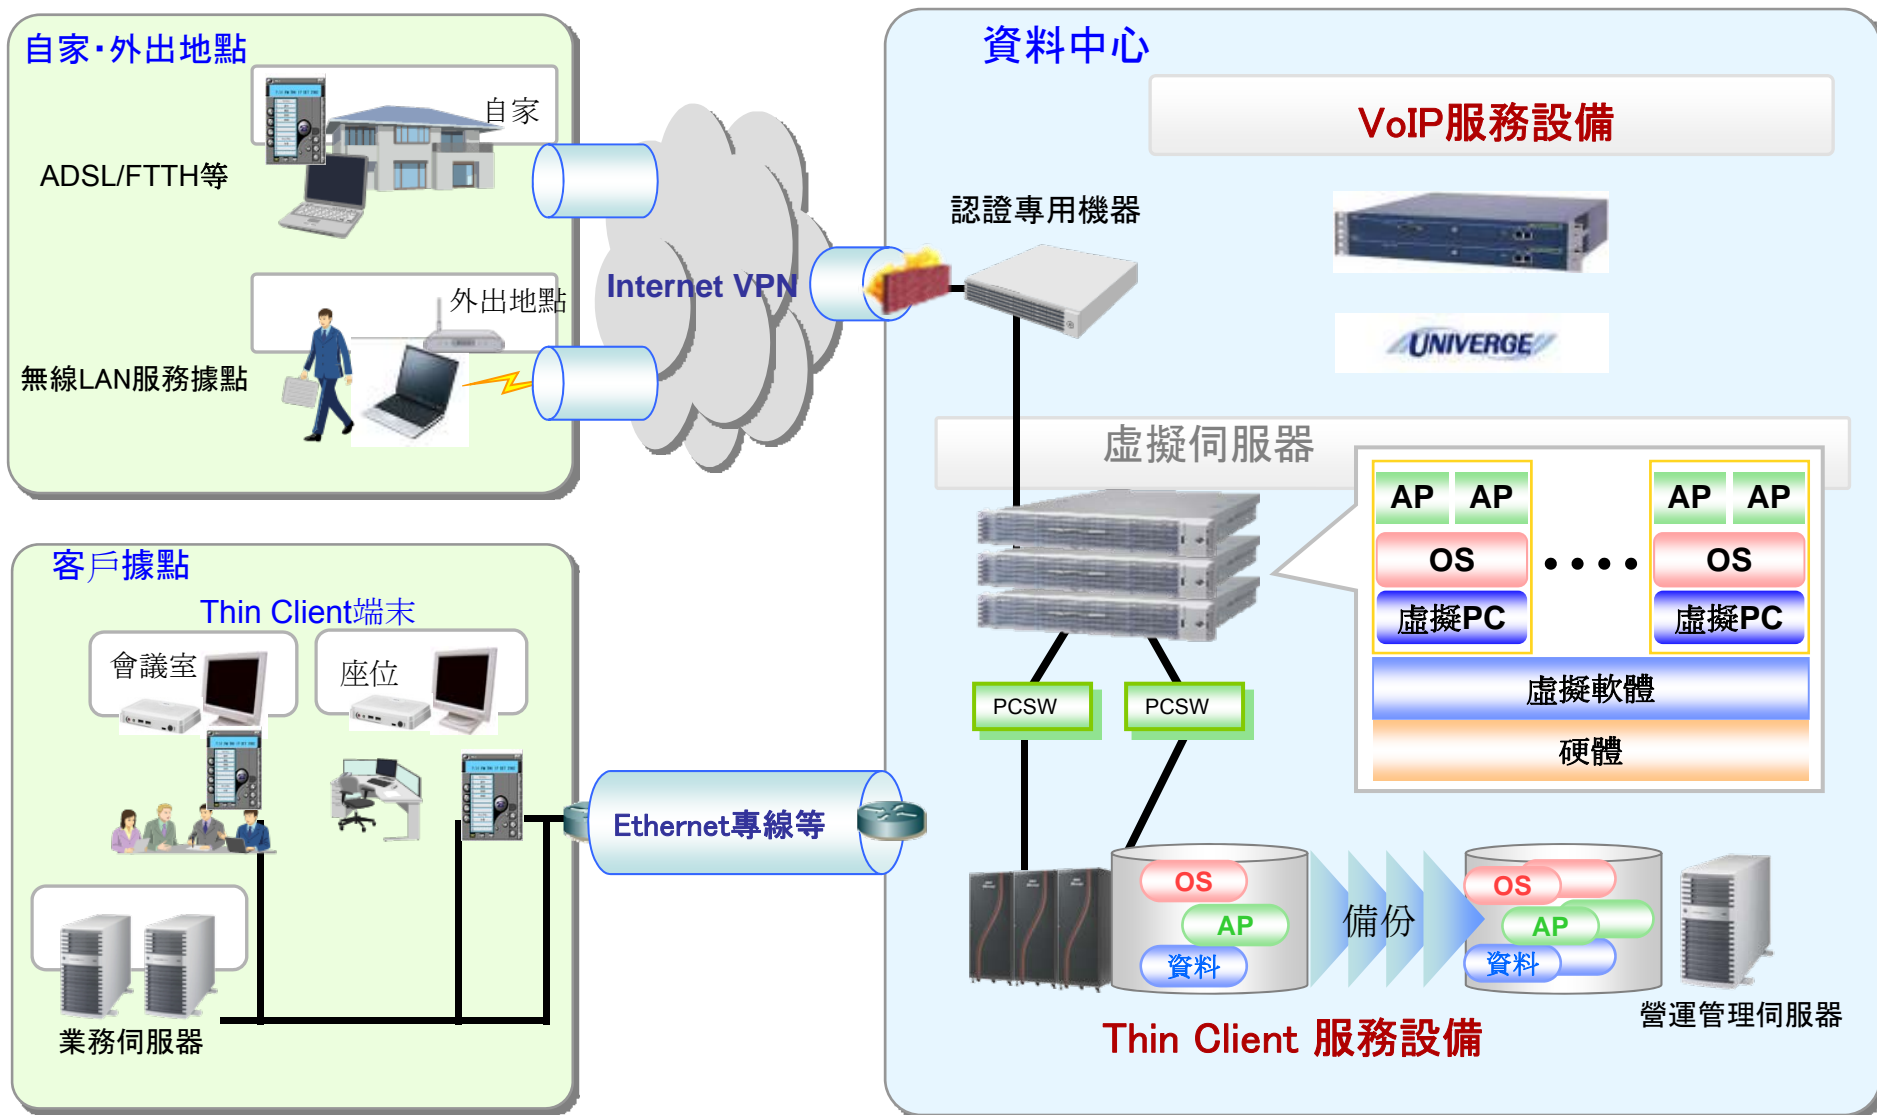 自家・外出地點
自家
ADSL/FTTH等
外出地點
無線LAN服務據點
Internet VPN
客戶據點
Thin Client端末
會議室
座位
業務伺服器
Ethernet專線等
資料中心
VoIP服務設備
認證專用機器
UNIVERGE
虛擬伺服器
AP AP AP AP
OS ‥‥ OS
虛擬PC 虛擬PC
虛擬軟體
硬體
PCSW PCSW
OS
AP
資料
備份
OS
AP
資料
營運管理伺服器
Thin Client 服務設備